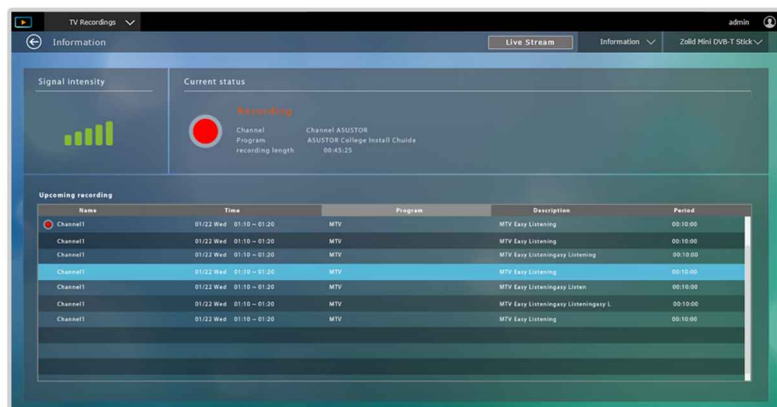 TV Recordings
admin
Information
Live Stream
Information
Zolid Mini DVB-T Stick
Signal intensity
Current status
Recording
Channel Channel ASUSTOR
Program ASUSTOR College Install Chuide
recording length 00:45:25
Upcoming recording
Name Time Program Description Period
Channel1 01/22 Wed 01:10 ~ 01:20 MTV MTV Easy Listening 00:10:00
Channel1 01/22 Wed 01:10 ~ 01:20 MTV MTV Easy Listening 00:10:00
Channel1 01/22 Wed 01:10 ~ 01:20 MTV MTV Easy Listeningasy Listening 00:10:00
Channel1 01/22 Wed 01:10 ~ 01:20 MTV MTV Easy Listening 00:10:00
Channel1 01/22 Wed 01:10 ~ 01:20 MTV MTV Easy Listeningasy Listen 00:10:00
Channel1 01/22 Wed 01:10 ~ 01:20 MTV MTV Easy Listeningasy Listeningasy L 00:10:00
Channel1 01/22 Wed 01:10 ~ 01:20 MTV MTV Easy Listening 00:10:00